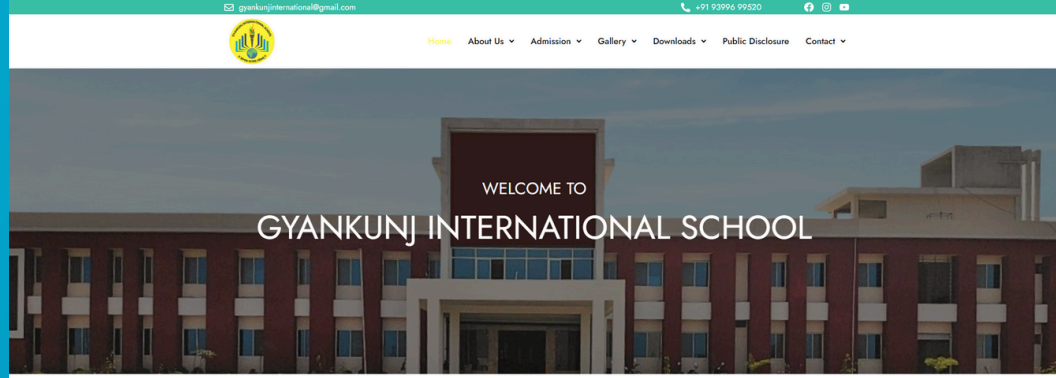 gyankunjinternational@gmail.com
+91 93996 99520
Home About Us Admission Gallery Downloads Public Disclosure Contact
WELCOME TO
GYANKUNJ INTERNATIONAL SCHOOL